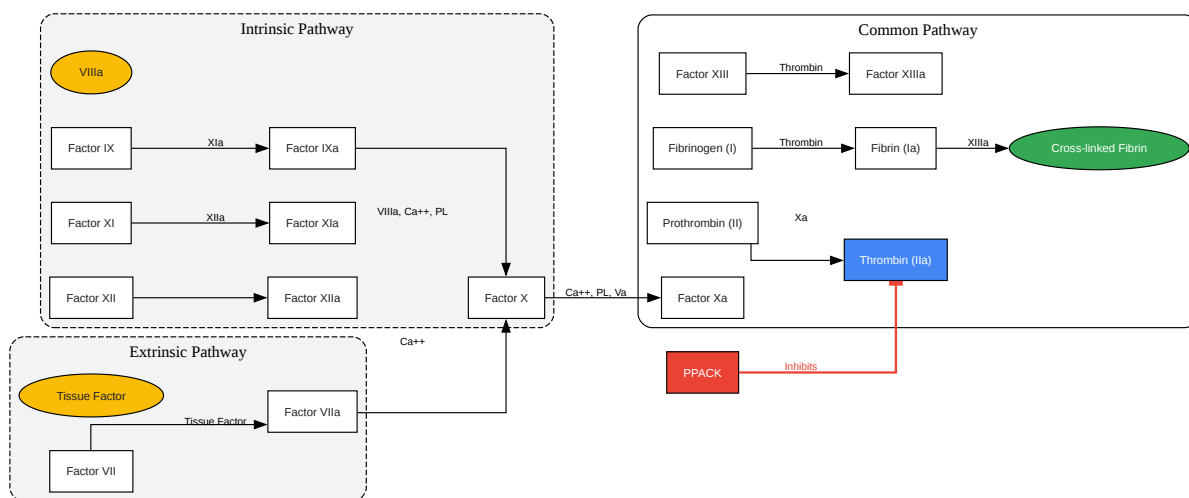 Intrinsic Pathway
VIIIa
Factor IX
XIa
Factor IXa
Factor XI
XIIa
Factor XIa
VIIIa, Ca++, PL
Factor XII
Factor XIIa
Factor X
Ca++, PL, Va
Ca++
Extrinsic Pathway
Tissue Factor
Factor VII
Tissue Factor
Factor VIIa
Common Pathway
Factor XIII
Thrombin
Factor XIIIa
Fibrinogen (I)
Thrombin
Fibrin (Ia)
XIIIa
Cross-linked Fibrin
Prothrombin (II)
Xa
Thrombin (IIa)
Factor Xa
PPACK
Inhibits